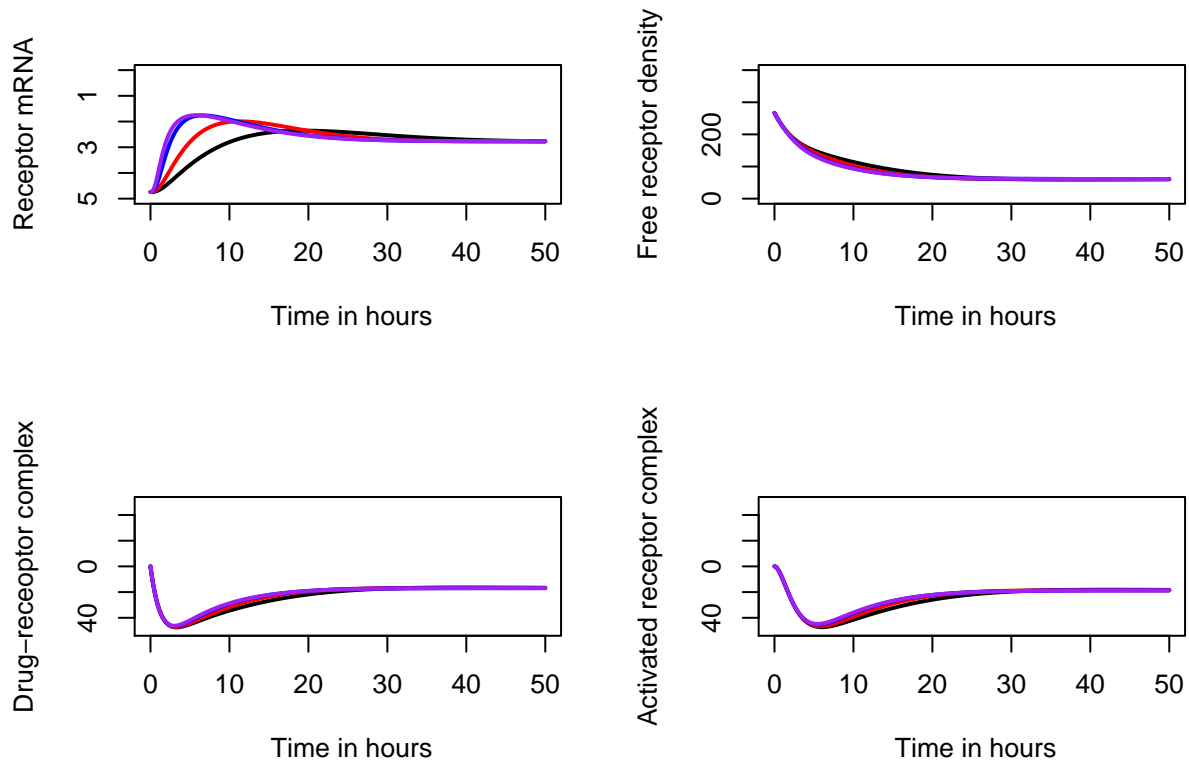 Receptor mRNA
1
3
5
0 10 20 30 40 50
Time in hours
Free receptor density
200
0
0 10 20 30 40 50
Time in hours
Drug−receoptor complex
0
40
0 10 20 30 40 50
Time in hours
Activated receptor complex
0
40
0 10 20 30 40 50
Time in hours